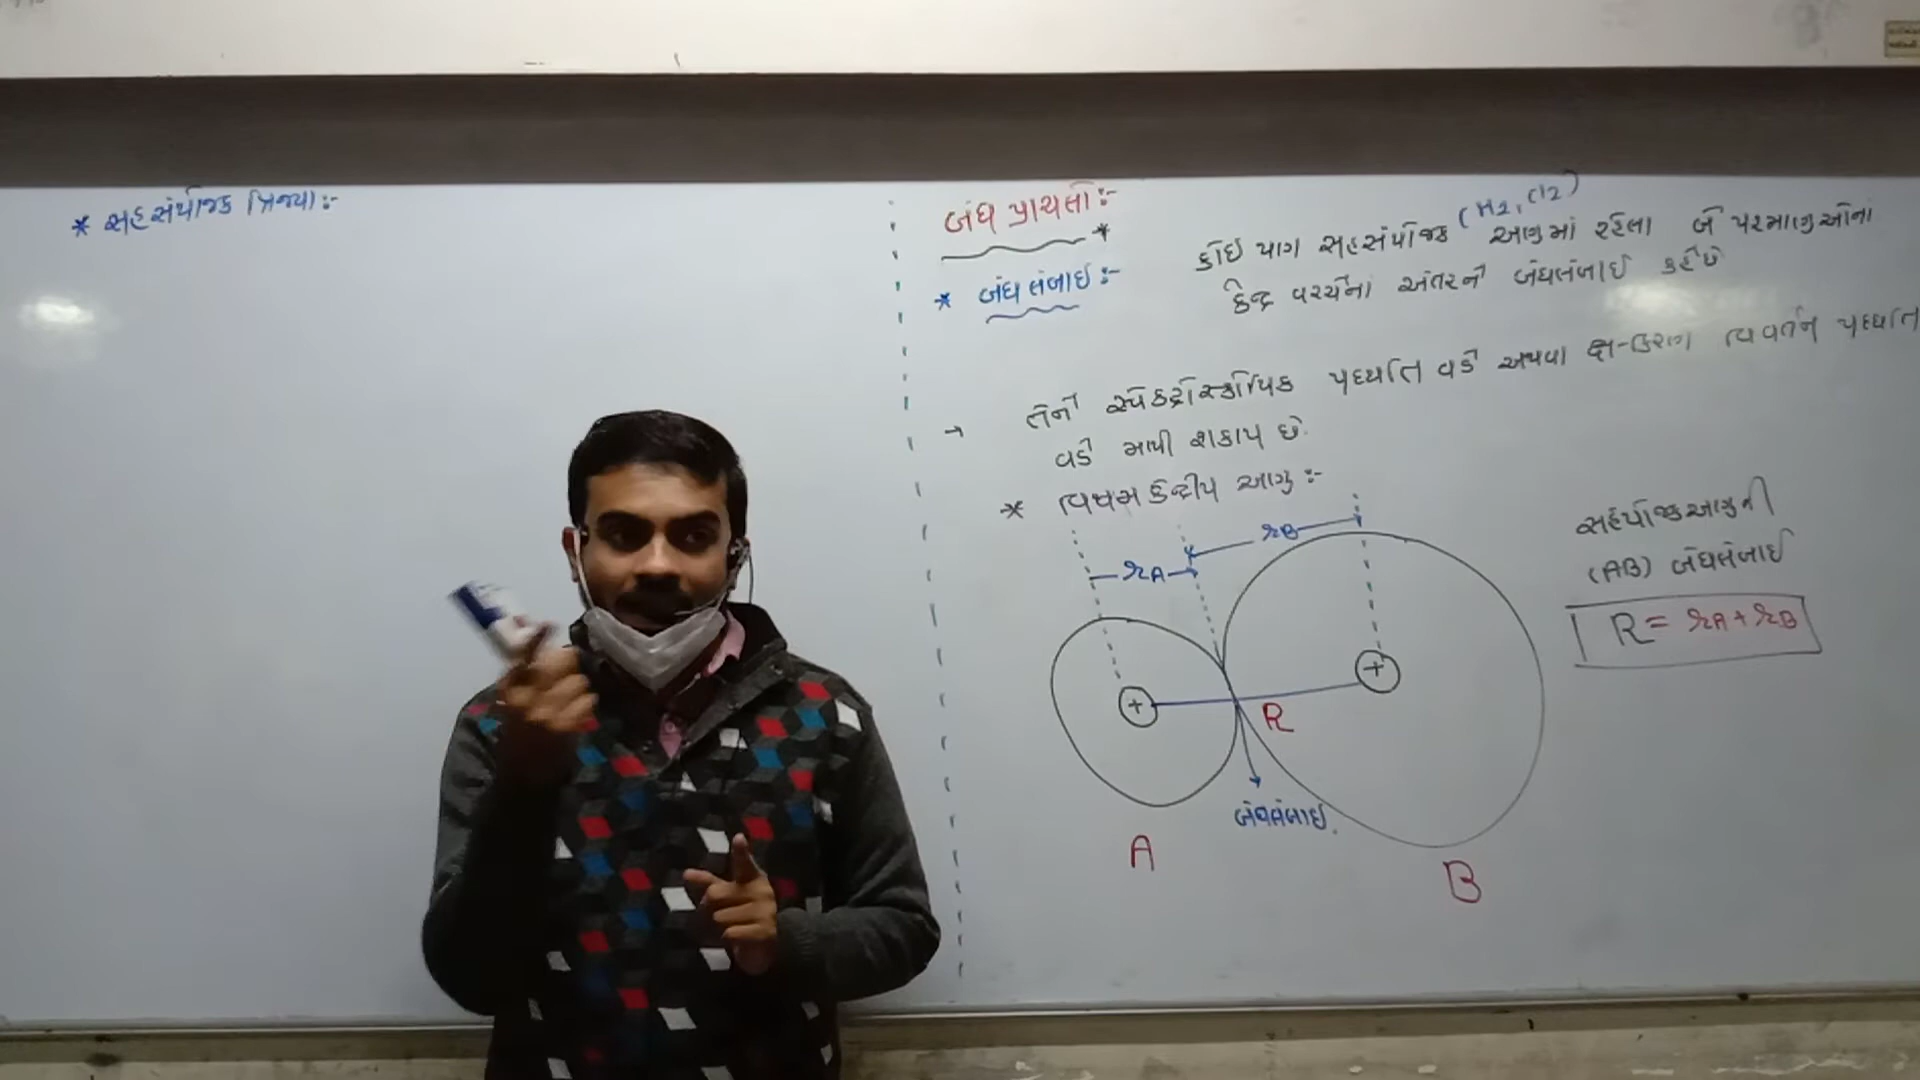 * સહસંયોજક ત્રિજ્યા:-
બંધ પ્રાચલો:-
* બંધલંબાઈ:-
કોઈ પણ સહસંયોજક (H2, Cl2) અણુમાં રહેલા બે પરમાણુઓના
કેન્દ્ર વચ્ચેના અંતરને બંધલંબાઈ કહે છે
→ તેને સ્પેક્ટ્રોસ્કોપિક પદ્ધતિ વડે અથવા ક્ષ-કિરણ વિવર્તન પદ્ધતિ
વડે માપી શકાય છે.
* વિષમકેન્દ્રીય અણુ:-
rA
rB
+
+
R
બંધલંબાઈ.
A
B
સહસંયોજક અણુની
(AB) બંધલંબાઈ
R = rA + rB